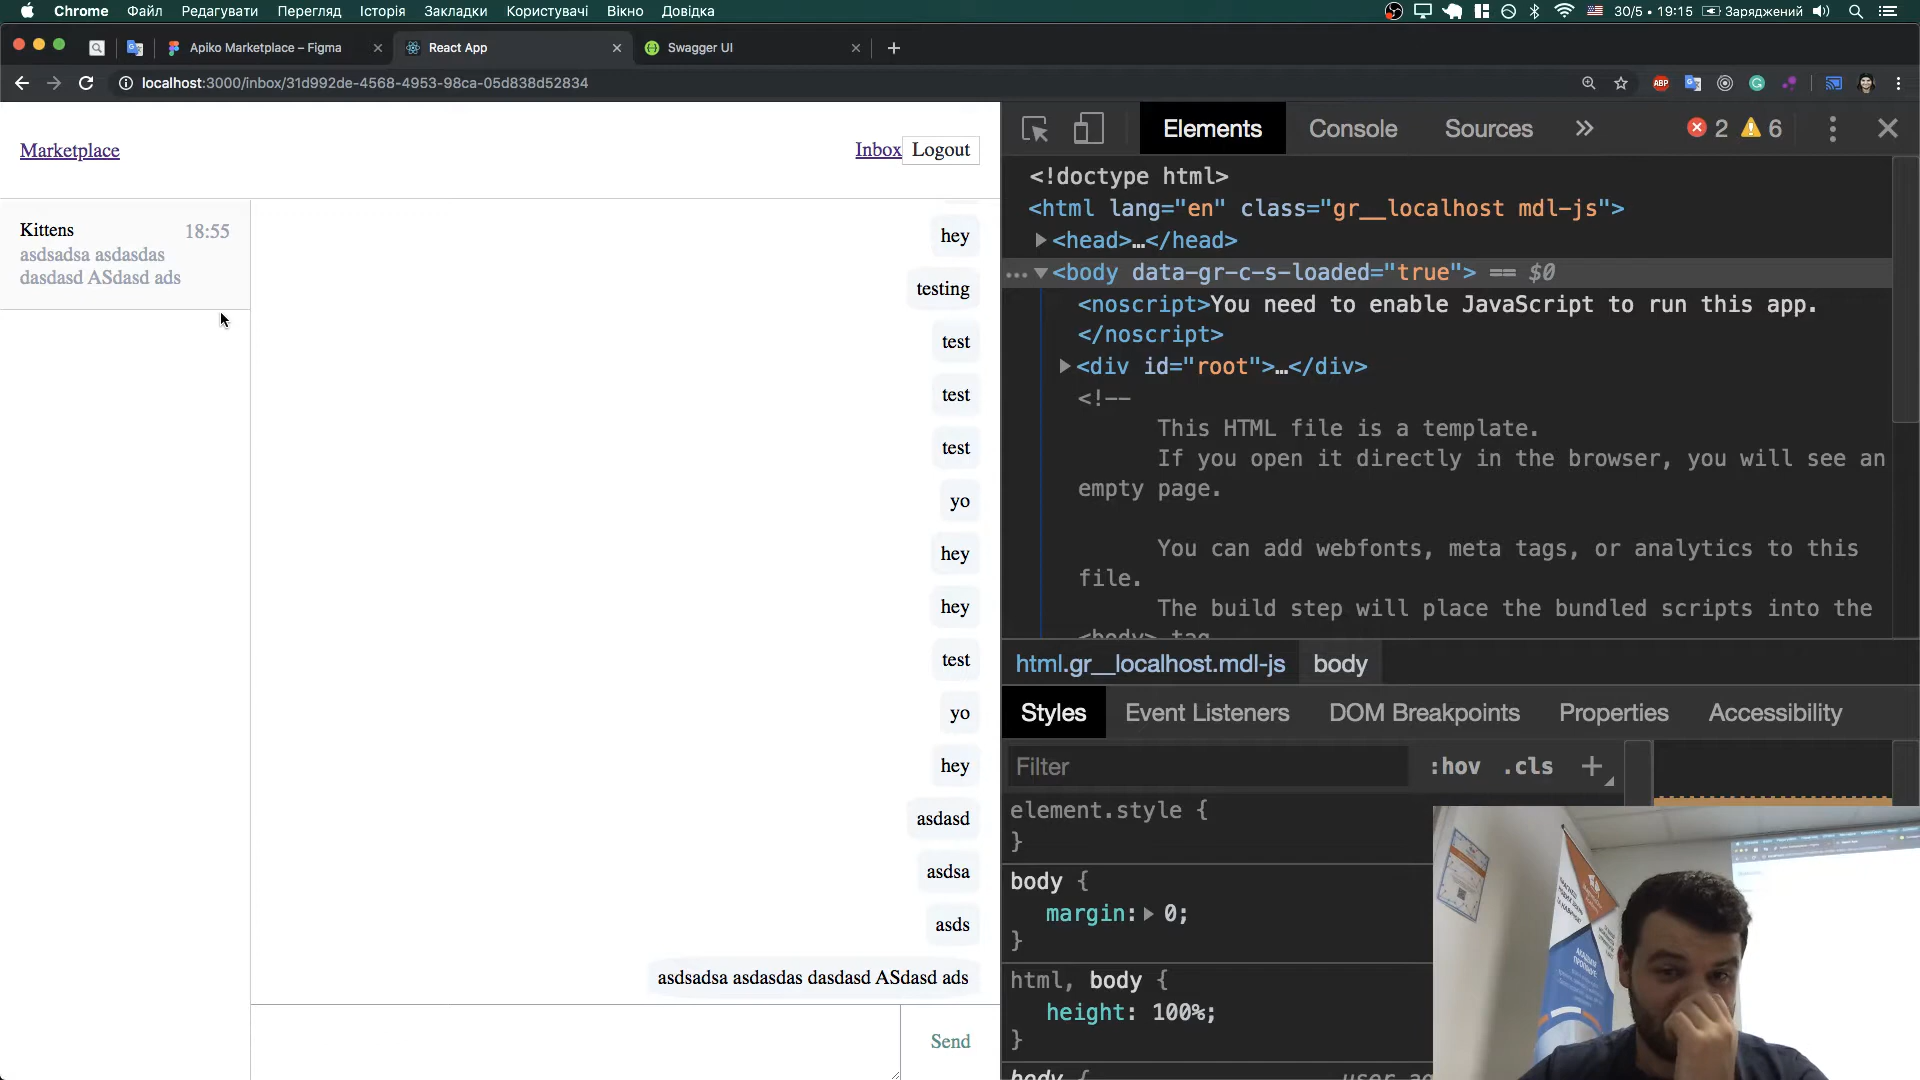 Chrome Файл Редагувати Перегляд Історія Закладки Користувачі Вікно Довідка 30/5 • 19:15 Заряджений
Apiko Marketplace – Figma React App Swagger UI
localhost:3000/inbox/31d992de-4568-4953-98ca-05d838d52834 ABP
Marketplace Inbox Logout
Kittens 18:55
asdsadsa asdasdas
dasdasd ASdasd ads
hey
testing
test
test
test
yo
hey
hey
test
yo
hey
asdasd
asdsa
asds
asdsadsa asdasdas dasdasd ASdasd ads
Send
Elements Console Sources 2 6
<!doctype html>
<html lang="en" class="gr__localhost mdl-js">
<head>…</head>
<body data-gr-c-s-loaded="true"> == $0
<noscript>You need to enable JavaScript to run this app.
</noscript>
<div id="root">…</div>
<!--
This HTML file is a template.
If you open it directly in the browser, you will see an
empty page.
You can add webfonts, meta tags, or analytics to this
file.
The build step will place the bundled scripts into the
<body> tag
html.gr__localhost.mdl-js body
Styles Event Listeners DOM Breakpoints Properties Accessibility
Filter :hov .cls
element.style {
}
body {
margin: 0;
}
html, body {
height: 100%;
}
body {